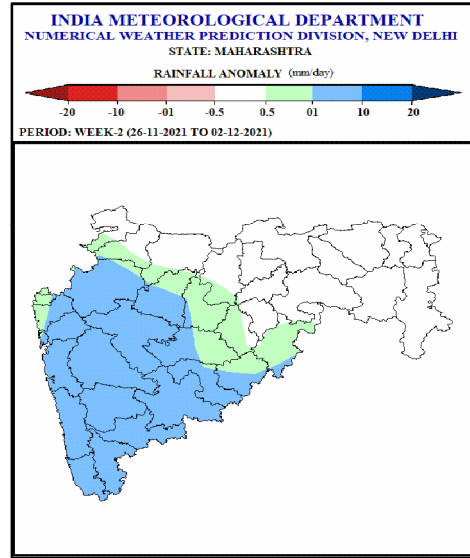 INDIA METEOROLOGICAL DEPARTMENT
NUMERICAL WEATHER PREDICTION DIVISION, NEW DELHI
STATE: MAHARASHTRA
RAINFALL ANOMALY (mm/day)
-20 -10 -01 -0.5 0.5 01 10 20
PERIOD: WEEK-2 (26-11-2021 TO 02-12-2021)